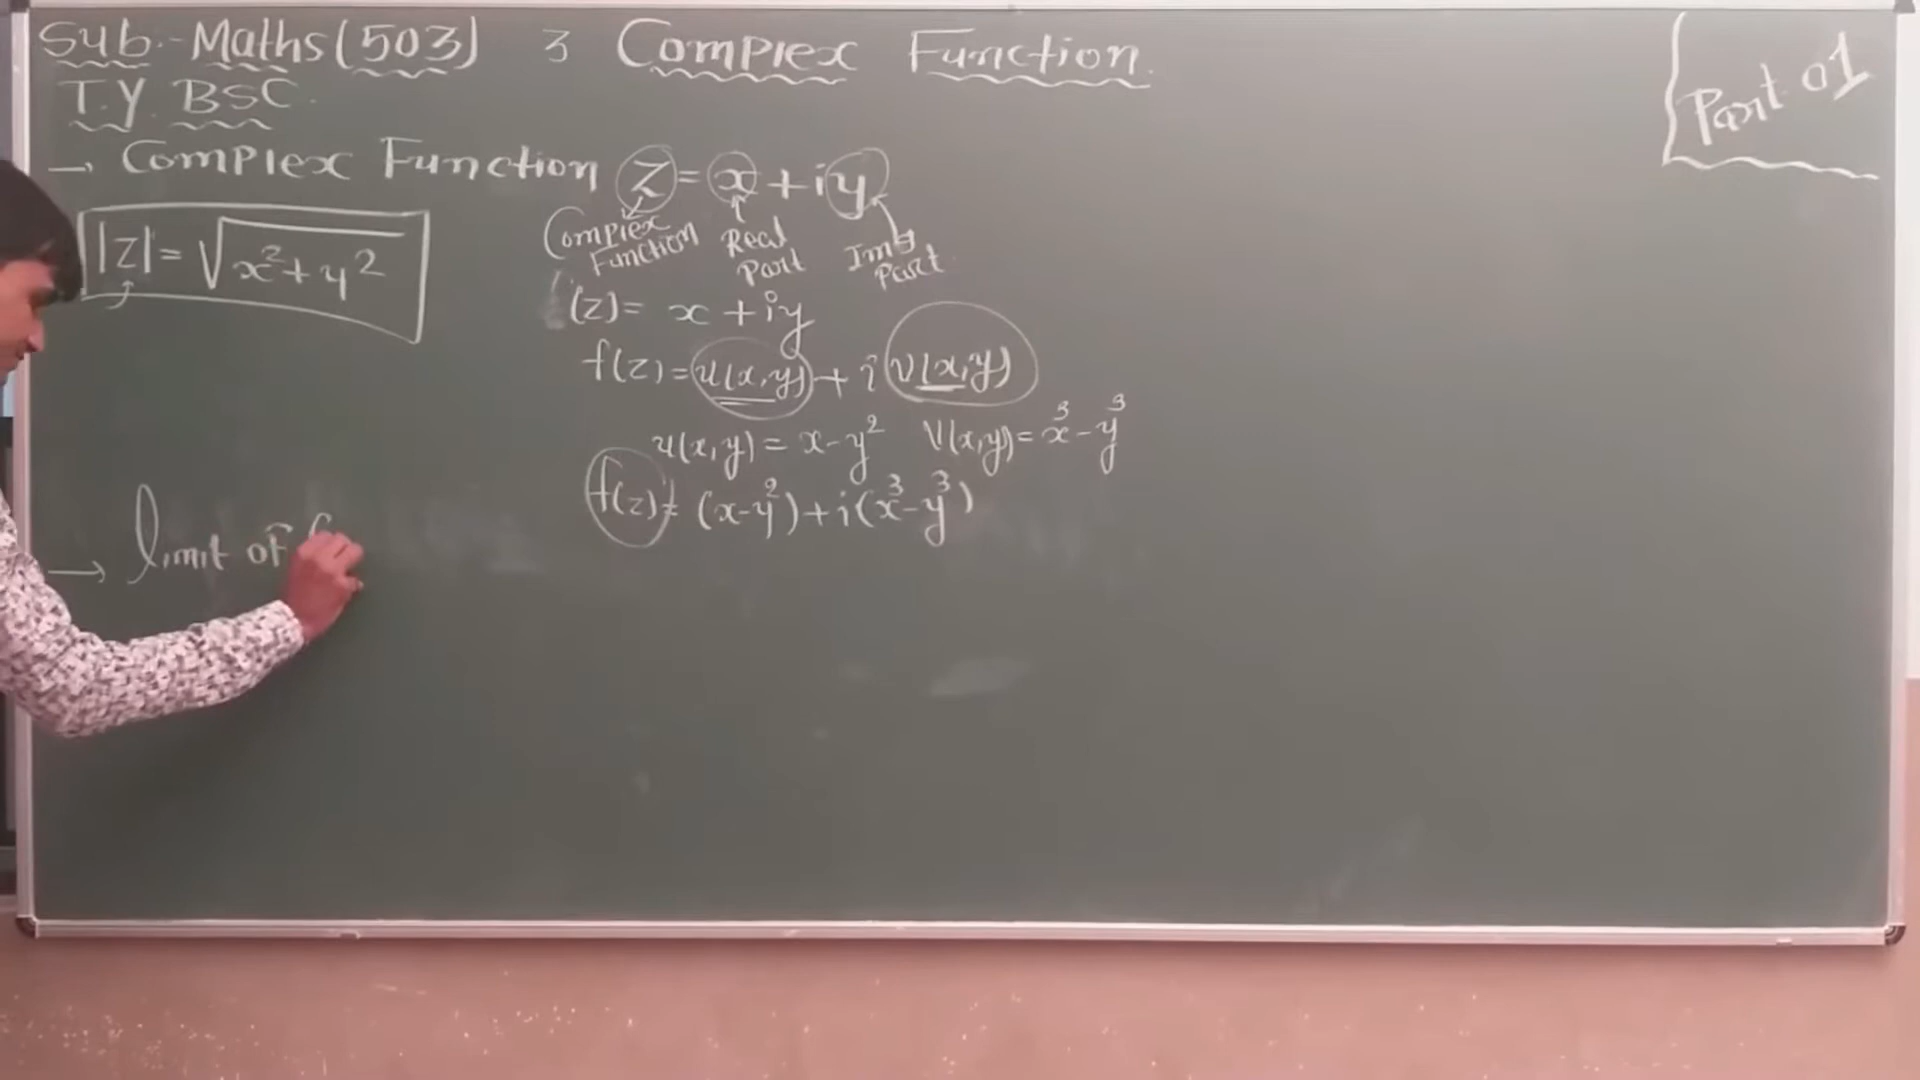 Sub.- Maths (503) 3 Complex Function.
Part 01
T.Y. BSC.
→ Complex Function Z = x + iy
Complex Function
Real Part
Img Part
|Z| = √x²+y²
(z) = x + iy
f(z) = u(x,y) + i v(x,y)
u(x,y) = x - y² V(x,y) = x³ - y³
f(z) = (x-y²) + i(x³-y³)
→ limit of f